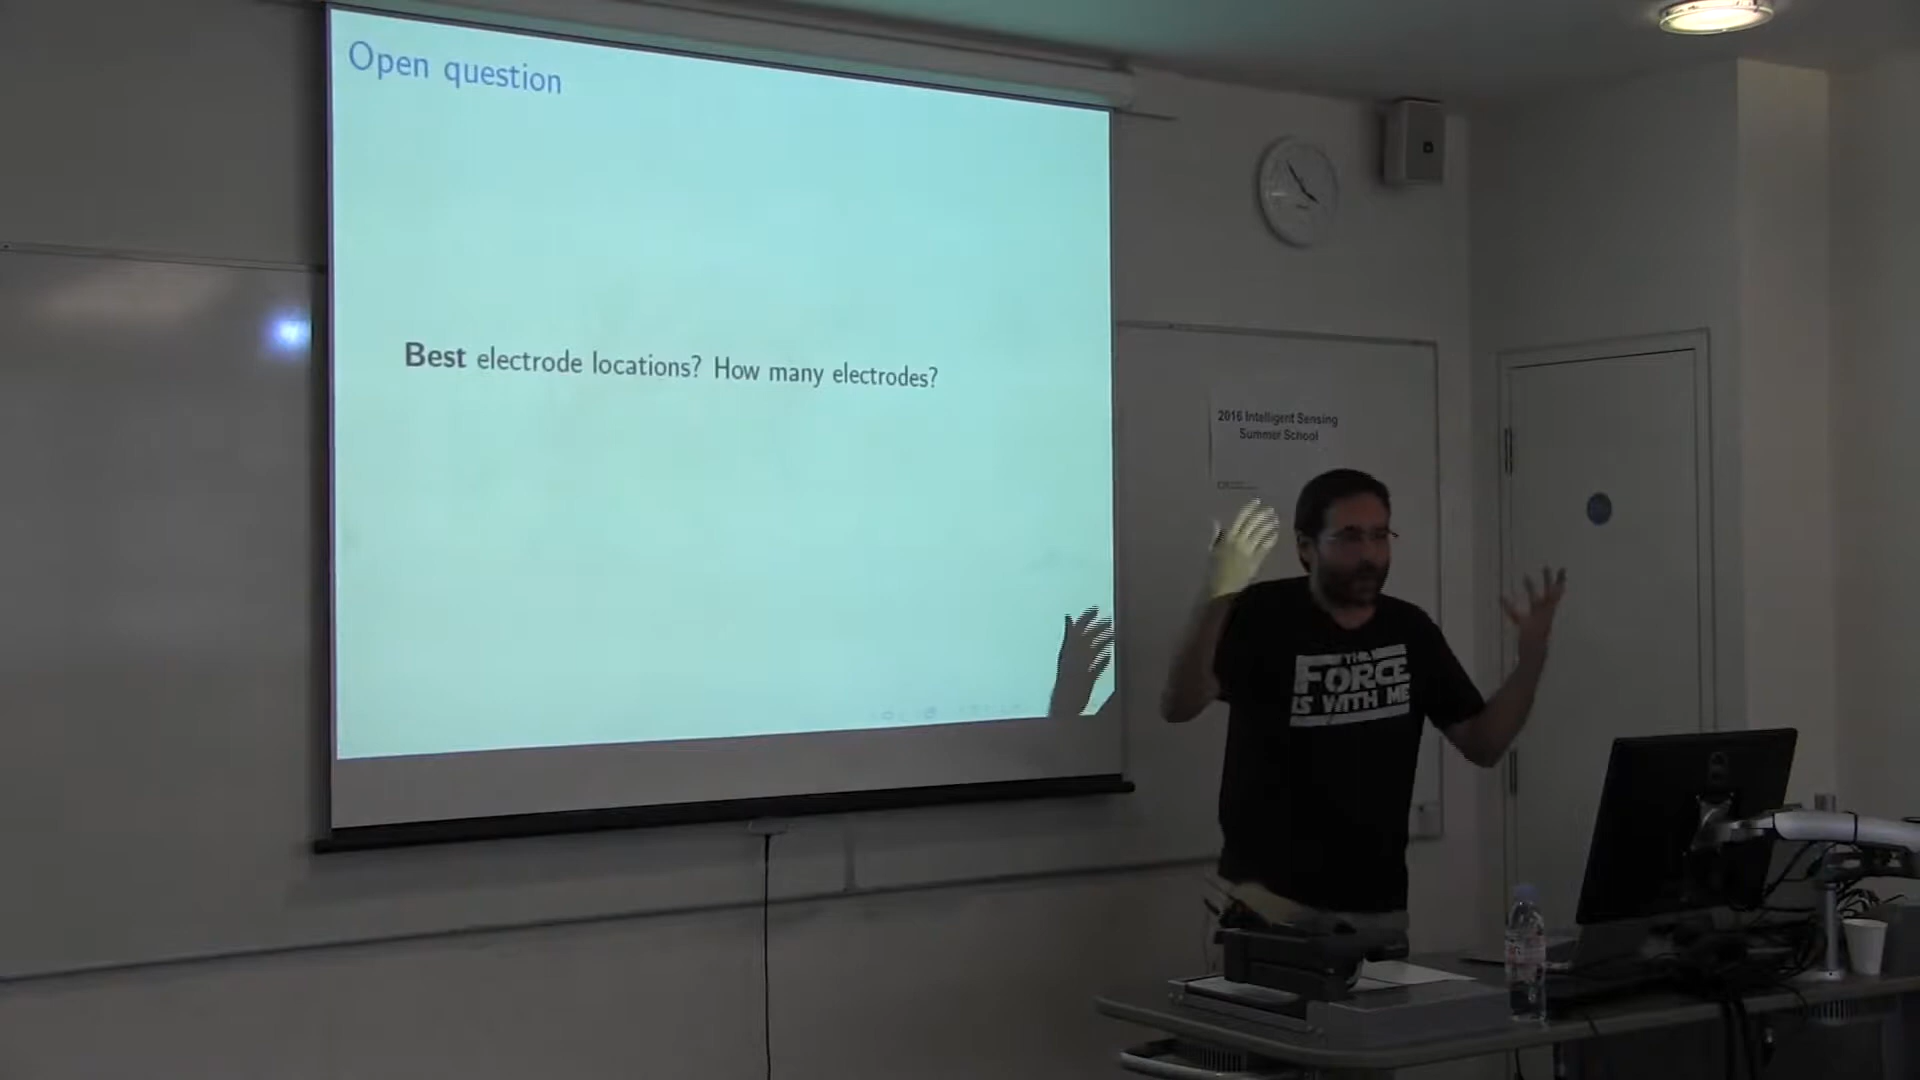 Open question
Best electrode locations? How many electrodes?
2016 Intelligent Sensing
Summer School
THE
FORCE
IS WITH ME